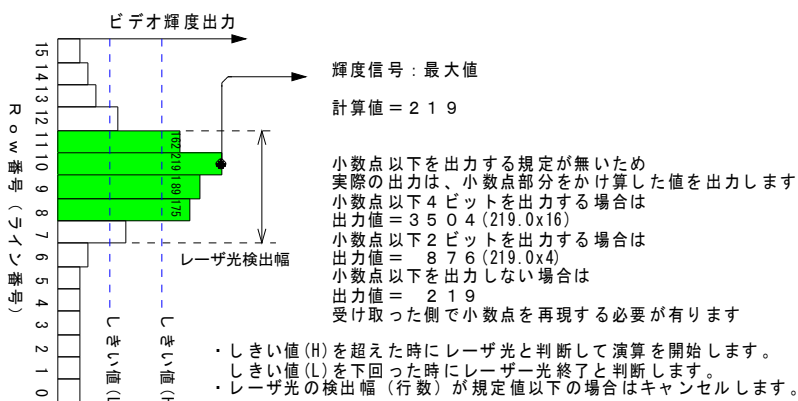 ビデオ輝度出力
15
14
13
12
11
10
9
8
7
6
5
4
3
2
1
0
Row番号（ライン番号）
162
219
189
175
レーザ光検出幅
しきい値(L
しきい値(H
輝度信号：最大値
計算値＝２１９
小数点以下を出力する規定が無いため
実際の出力は、小数点部分をかけ算した値を出力します
小数点以下４ビットを出力する場合は
出力値＝３５０４(219.0x16)
小数点以下２ビットを出力する場合は
出力値＝　８７６(219.0x4)
小数点以下を出力しない場合は
出力値＝　２１９
受け取った側で小数点を再現する必要が有ります
・しきい値(H)を超えた時にレーザ光と判断して演算を開始します。
しきい値(L)を下回った時にレーザー光終了と判断します。
・レーザ光の検出幅（行数）が規定値以下の場合はキャンセルします。